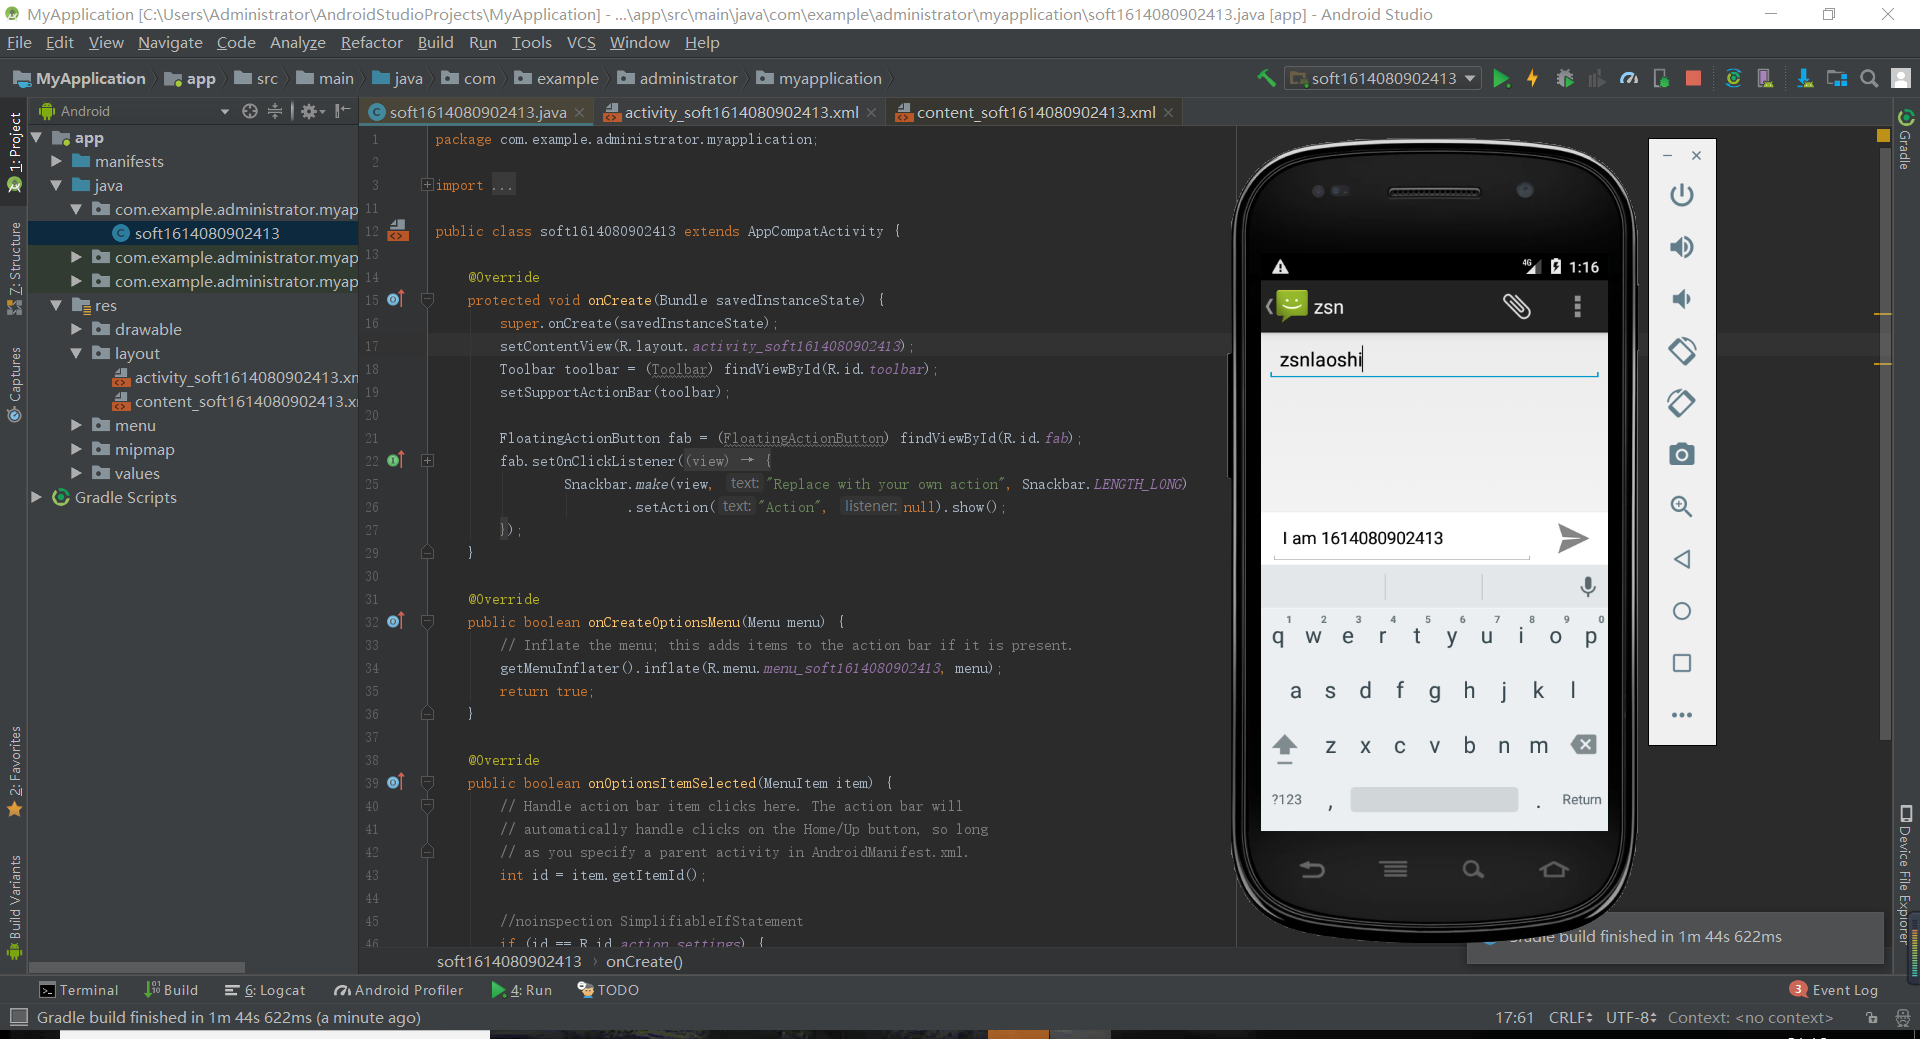 MyApplication [C:\Users\Administrator\AndroidStudioProjects\MyApplication] - ...\app\src\main\java\com\example\administrator\myapplication\soft1614080902413.java [app] - Android Studio
File Edit View Navigate Code Analyze Refactor Build Run Tools VCS Window Help
MyApplication app src main java com example administrator myapplication soft1614080902413
Android
soft1614080902413.java activity_soft1614080902413.xml content_soft1614080902413.xml
1: Project
Z: Structure
Captures
2: Favorites
Build Variants
app
manifests
java
com.example.administrator.myap
soft1614080902413
com.example.administrator.myap
com.example.administrator.myap
res
drawable
layout
activity_soft1614080902413.xm
content_soft1614080902413.x
menu
mipmap
values
Gradle Scripts
1 package com.example.administrator.myapplication;
2
3 import ...
11
12 public class soft1614080902413 extends AppCompatActivity {
13
14 @Override
15 protected void onCreate(Bundle savedInstanceState) {
16 super.onCreate(savedInstanceState);
17 setContentView(R.layout.activity_soft1614080902413);
18 Toolbar toolbar = (Toolbar) findViewById(R.id.toolbar);
19 setSupportActionBar(toolbar);
20
21 FloatingActionButton fab = (FloatingActionButton) findViewById(R.id.fab);
22 fab.setOnClickListener((view) → {
25 Snackbar.make(view, text: "Replace with your own action", Snackbar.LENGTH_LONG)
26 .setAction( text: "Action", listener: null).show();
27 });
29 }
30
31 @Override
32 public boolean onCreateOptionsMenu(Menu menu) {
33 // Inflate the menu; this adds items to the action bar if it is present.
34 getMenuInflater().inflate(R.menu.menu_soft1614080902413, menu);
35 return true;
36 }
37
38 @Override
39 public boolean onOptionsItemSelected(MenuItem item) {
40 // Handle action bar item clicks here. The action bar will
41 // automatically handle clicks on the Home/Up button, so long
42 // as you specify a parent activity in AndroidManifest.xml.
43 int id = item.getItemId();
44
45 //noinspection SimplifiableIfStatement
46 if (id == R.id.action_settings) {
soft1614080902413 › onCreate()
4G 1:16
zsn
zsnlaoshi
I am 1614080902413
1 2 3 4 5 6 7 8 9 0
q w e r t y u i o p
a s d f g h j k l
z x c v b n m
?123 , . Return
Gradle
Device File Explorer
Gradle build finished in 1m 44s 622ms
Terminal Build 6: Logcat Android Profiler 4: Run TODO 3 Event Log
Gradle build finished in 1m 44s 622ms (a minute ago) 17:61 CRLF UTF-8 Context: <no context>